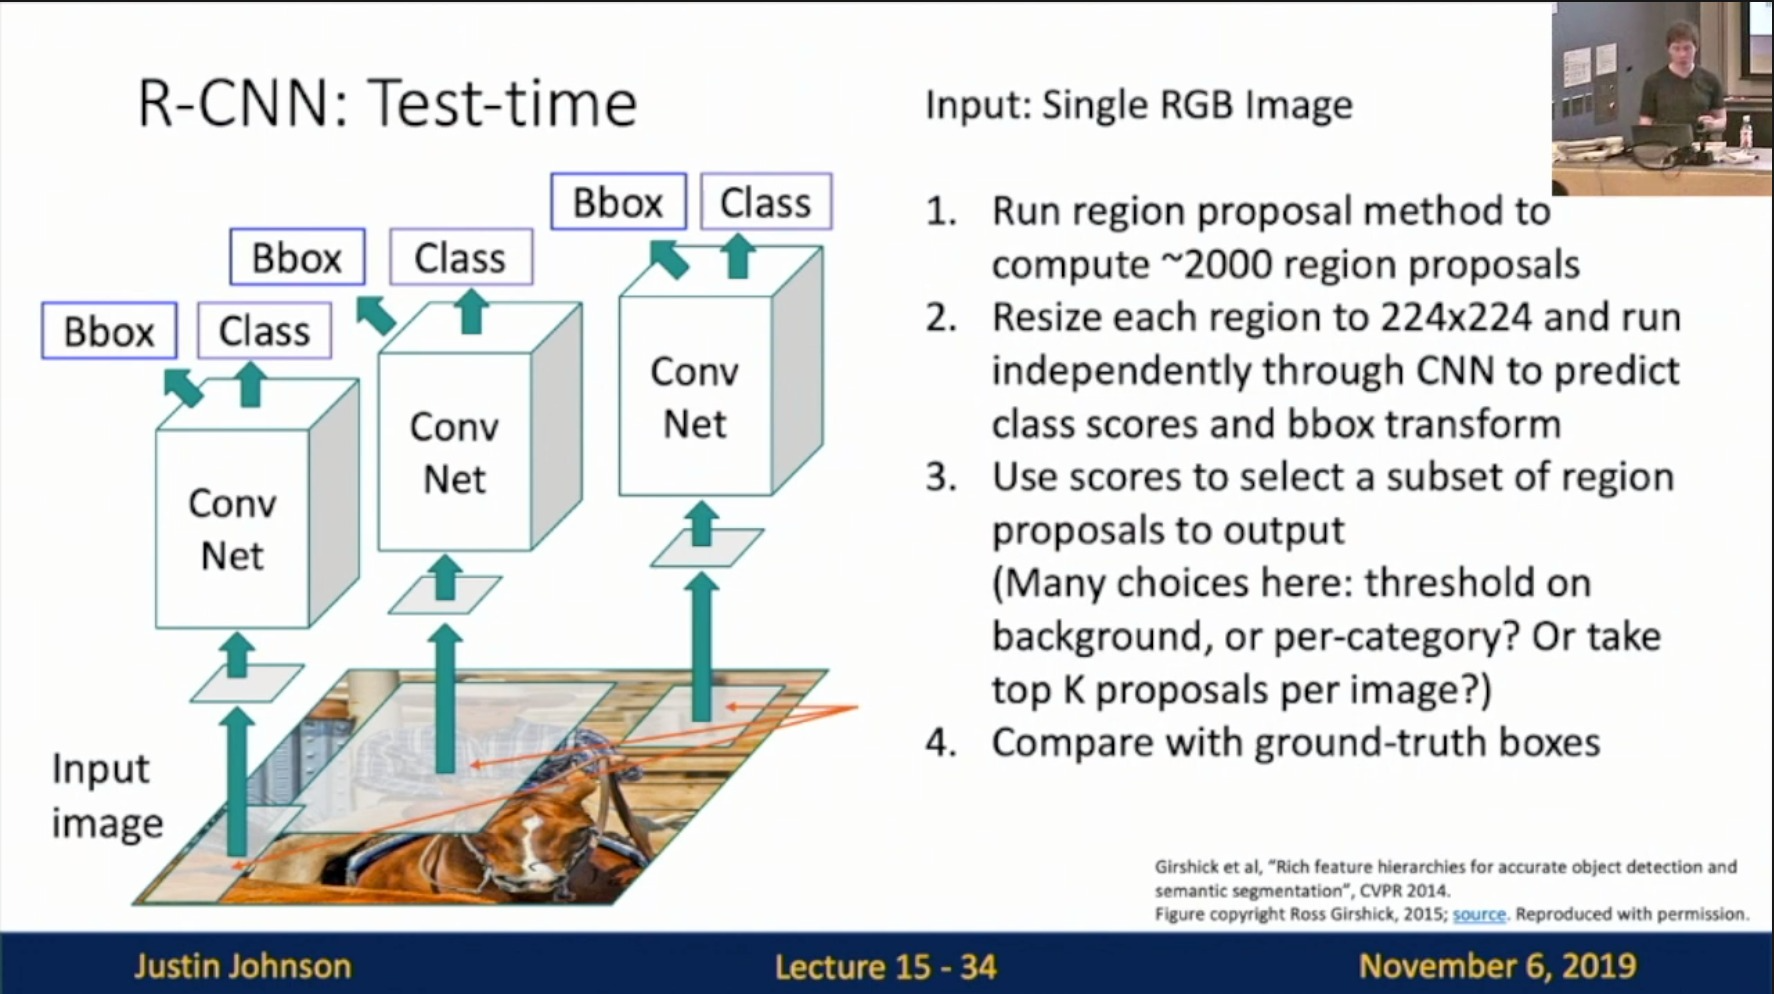 R-CNN: Test-time
Input: Single RGB Image
Bbox
Class
Bbox
Class
Bbox
Class
Conv
Net
Conv
Net
Conv
Net
Input
image
1. Run region proposal method to
compute ~2000 region proposals
2. Resize each region to 224x224 and run
independently through CNN to predict
class scores and bbox transform
3. Use scores to select a subset of region
proposals to output
(Many choices here: threshold on
background, or per-category? Or take
top K proposals per image?)
4. Compare with ground-truth boxes
Girshick et al, "Rich feature hierarchies for accurate object detection and
semantic segmentation", CVPR 2014.
Figure copyright Ross Girshick, 2015; source. Reproduced with permission.
Justin Johnson
Lecture 15 - 34
November 6, 2019